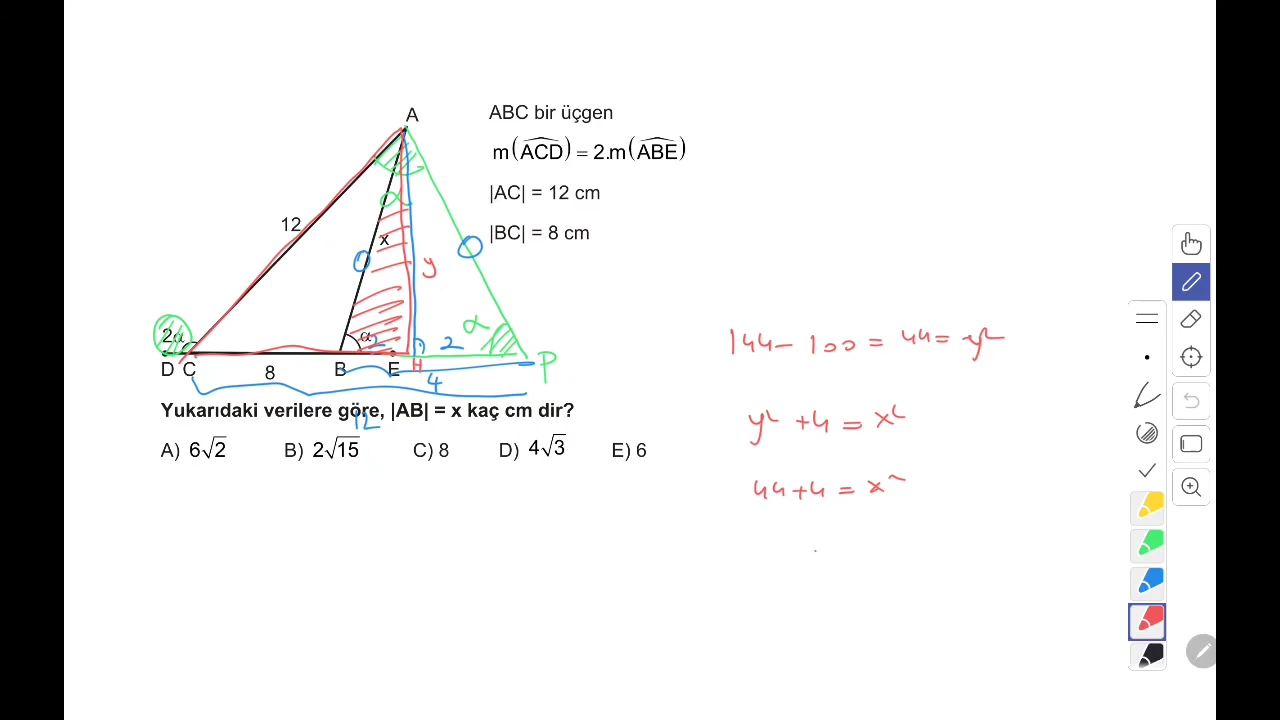 A
ABC bir üçgen
m(ACD) = 2.m(ABE)
|AC| = 12 cm
|BC| = 8 cm
12
α
x
y
2α
α
2
2
α
D C
8
B
E
H
4
P
12
Yukarıdaki verilere göre, |AB| = x kaç cm dir?
A) 6√2 B) 2√15 C) 8 D) 4√3 E) 6
144 - 100 = 44 = y²
y² + 4 = x²
44 + 4 = x²